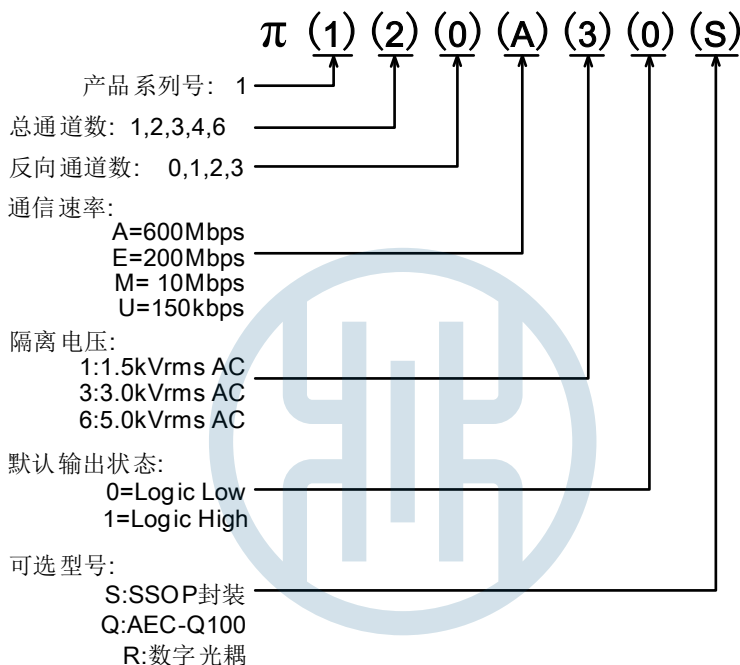 π (1) (2) (0) (A) (3) (0) (S)
产品系列号: 1
总通道数: 1,2,3,4,6
反向通道数: 0,1,2,3
通信速率:
A=600Mbps
E=200Mbps
M= 10Mbps
U=150kbps
隔离电压:
1:1.5kVrms AC
3:3.0kVrms AC
6:5.0kVrms AC
默认输出状态:
0=Logic Low
1=Logic High
可选型号:
S:SSOP封装
Q:AEC-Q100
R:数字光耦